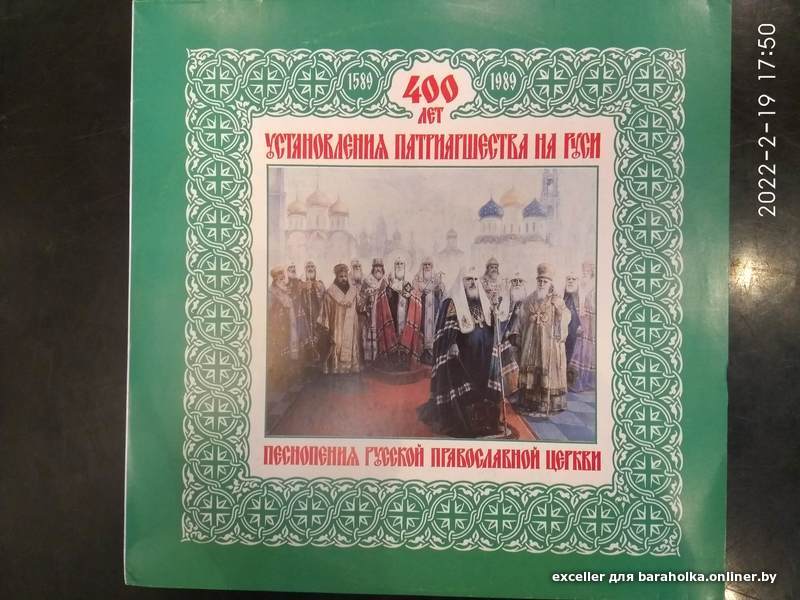 1589 400 1989
ЛЕТ
УСТАНОВЛЕНИЯ ПАТРИАРШЕСТВА НА РУСИ
ПЕСНОПЕНИЯ РУССКОЙ ПРАВОСЛАВНОЙ ЦЕРКВИ
2022-2-19 17:50
exceller для baraholka.onliner.by